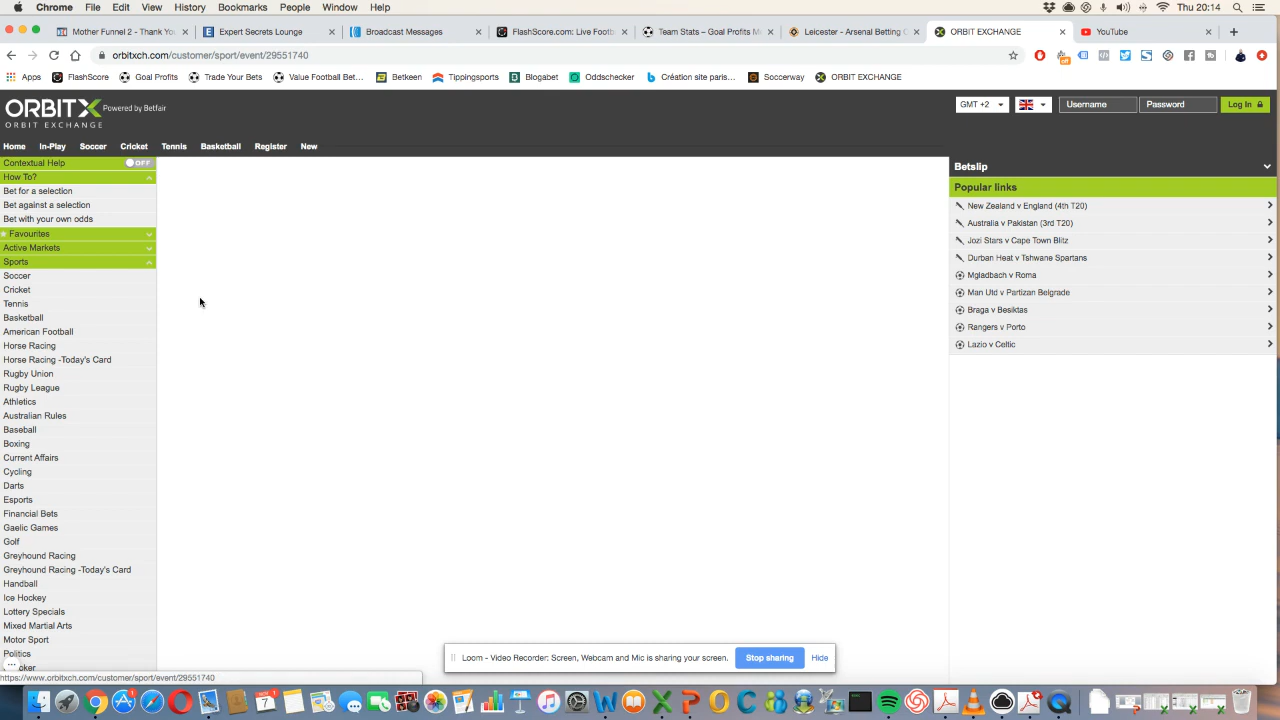 Chrome File Edit View History Bookmarks People Window Help Thu 20:14
Mother Funnel 2 - Thank You Expert Secrets Lounge Broadcast Messages FlashScore.com: Live Footb Team Stats – Goal Profits M Leicester - Arsenal Betting O ORBIT EXCHANGE YouTube
orbitxch.com/customer/sport/event/29551740
Apps FlashScore Goal Profits Trade Your Bets Value Football Bet... Betkeen Tippingsports Blogabet Oddschecker Création site paris... Soccerway ORBIT EXCHANGE
ORBITX Powered by Betfair
ORBIT EXCHANGE
GMT +2 Username Password Log In
Home In-Play Soccer Cricket Tennis Basketball Register New
Contextual Help OFF
How To?
Bet for a selection
Bet against a selection
Bet with your own odds
Favourites
Active Markets
Sports
Soccer
Cricket
Tennis
Basketball
American Football
Horse Racing
Horse Racing -Today's Card
Rugby Union
Rugby League
Athletics
Australian Rules
Baseball
Boxing
Current Affairs
Cycling
Darts
Esports
Financial Bets
Gaelic Games
Golf
Greyhound Racing
Greyhound Racing -Today's Card
Handball
Ice Hockey
Lottery Specials
Mixed Martial Arts
Motor Sport
Politics
oker
https://www.orbitxch.com/customer/sport/event/29551740
Betslip
Popular links
New Zealand v England (4th T20)
Australia v Pakistan (3rd T20)
Jozi Stars v Cape Town Blitz
Durban Heat v Tshwane Spartans
Mgladbach v Roma
Man Utd v Partizan Belgrade
Braga v Besiktas
Rangers v Porto
Lazio v Celtic
Loom - Video Recorder: Screen, Webcam and Mic is sharing your screen. Stop sharing Hide